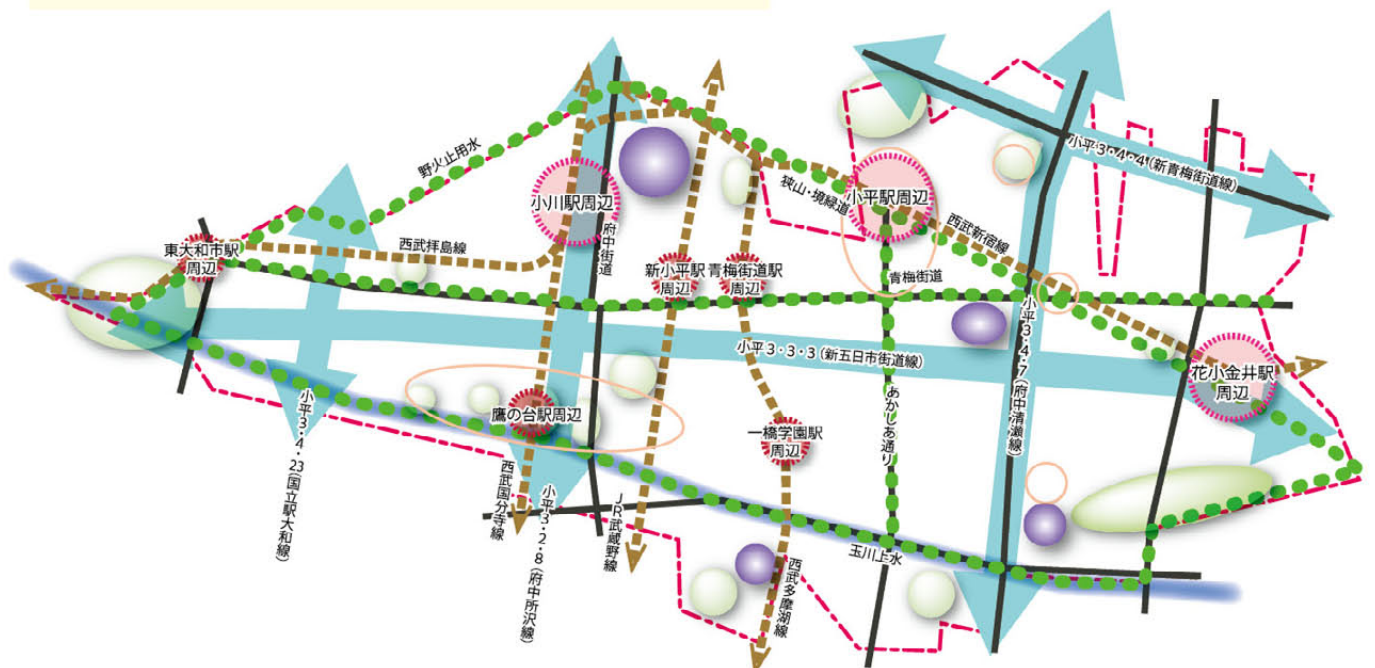 野火止用水
小川駅周辺
府中街道
狭山・境緑道
小平駅周辺
西武新宿線
小平3・4・4(新青梅街道線)
東大和市駅
周辺
西武拝島線
新小平駅
周辺
青梅街道駅
周辺
青梅街道
小平3・3・3(新五日市街道線)
小平3・4・7(府中清瀬線)
花小金井駅
周辺
小平3・4・23(国立駅大和線)
鷹の台駅周辺
一橋学園駅
周辺
あかしあ通り
西武国分寺線
小平3・2・8(府中所沢線)
JR武蔵野線
西武多摩湖線
玉川上水